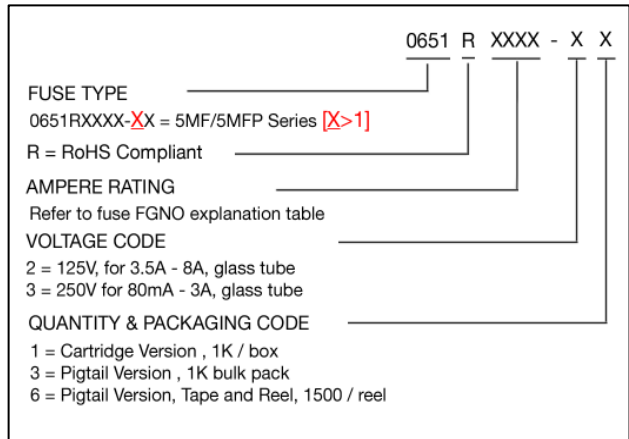 0651 R XXXX - X X
FUSE TYPE
0651RXXXX-XX = 5MF/5MFP Series [X>1]
R = RoHS Compliant
AMPERE RATING
Refer to fuse FGNO explanation table
VOLTAGE CODE
2 = 125V, for 3.5A - 8A, glass tube
3 = 250V for 80mA - 3A, glass tube
QUANTITY & PACKAGING CODE
1 = Cartridge Version , 1K / box
3 = Pigtail Version , 1K bulk pack
6 = Pigtail Version, Tape and Reel, 1500 / reel